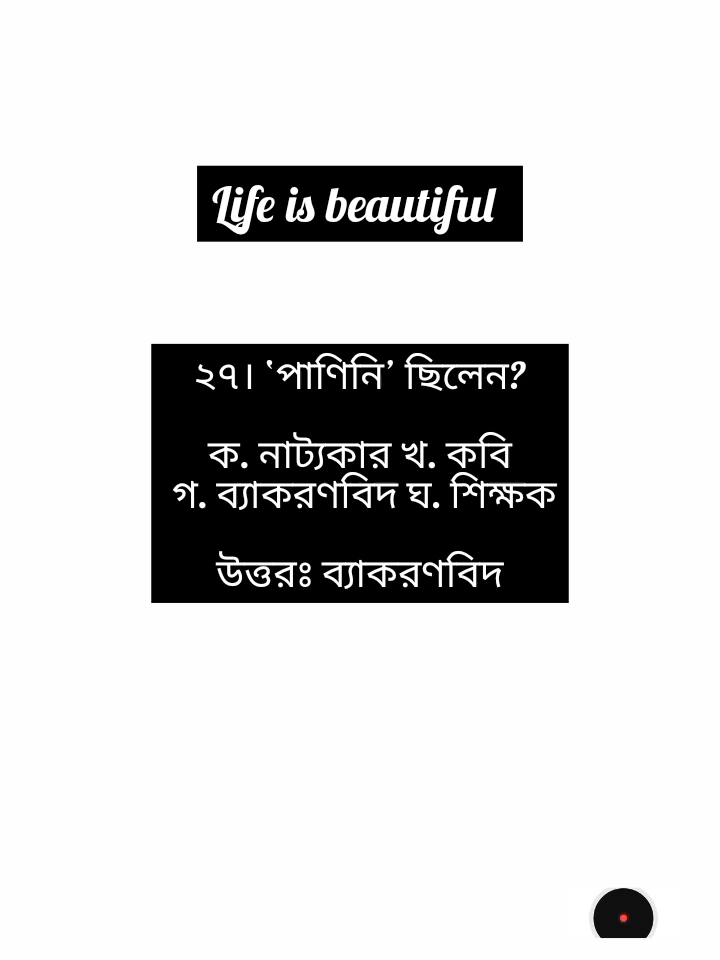 Life is beautiful
২৭। ‘পাণিনি’ ছিলেন?
ক. নাট্যকার খ. কবি
গ. ব্যাকরণবিদ ঘ. শিক্ষক
উত্তরঃ ব্যাকরণবিদ